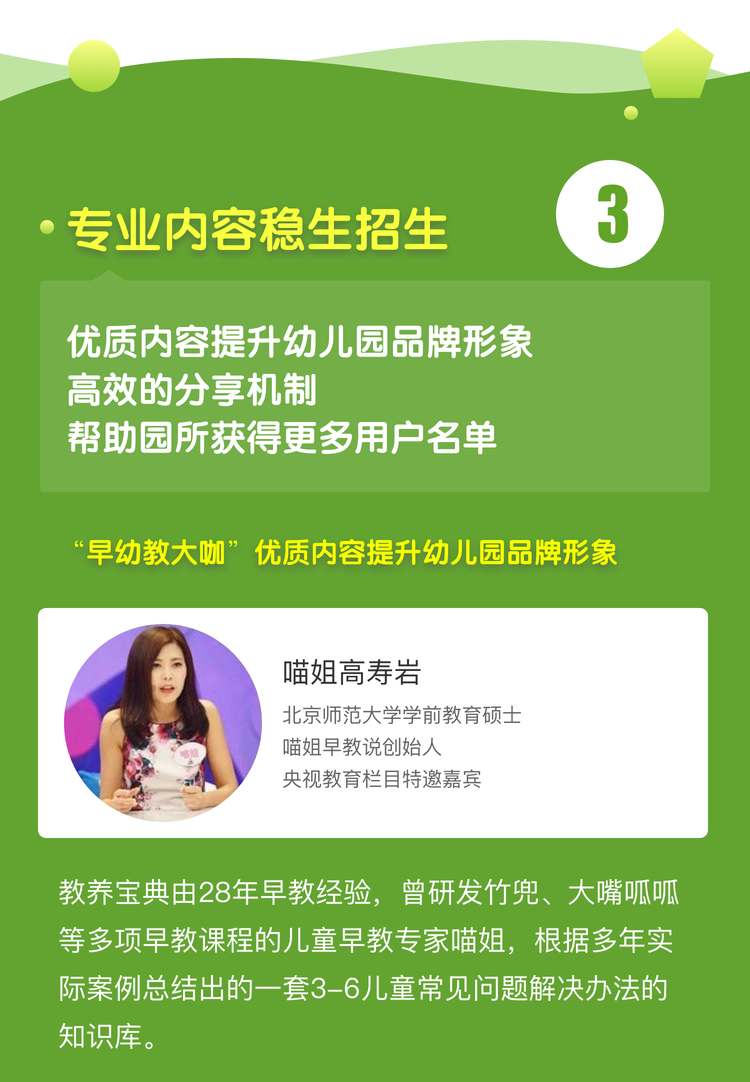 专业内容稳生招生
3
优质内容提升幼儿园品牌形象
高效的分享机制
帮助园所获得更多用户名单
“早幼教大咖”优质内容提升幼儿园品牌形象
喵姐高寿岩
北京师范大学学前教育硕士
喵姐早教说创始人
央视教育栏目特邀嘉宾
喵姐
教养宝典由28年早教经验，曾研发竹兜、大嘴呱呱
等多项早教课程的儿童早教专家喵姐，根据多年实
际案例总结出的一套3-6儿童常见问题解决办法的
知识库。